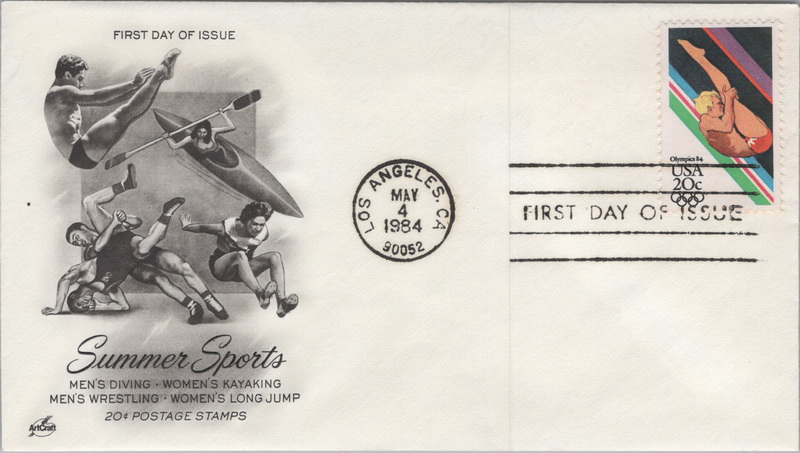 FIRST DAY OF ISSUE
Summer Sports
MEN'S DIVING · WOMEN'S KAYAKING
MEN'S WRESTLING · WOMEN'S LONG JUMP
20¢ POSTAGE STAMPS
ArtCraft
LOS ANGELES, CA
MAY
4
1984
90052
Olympics 84
USA
20c
FIRST DAY OF ISSUE